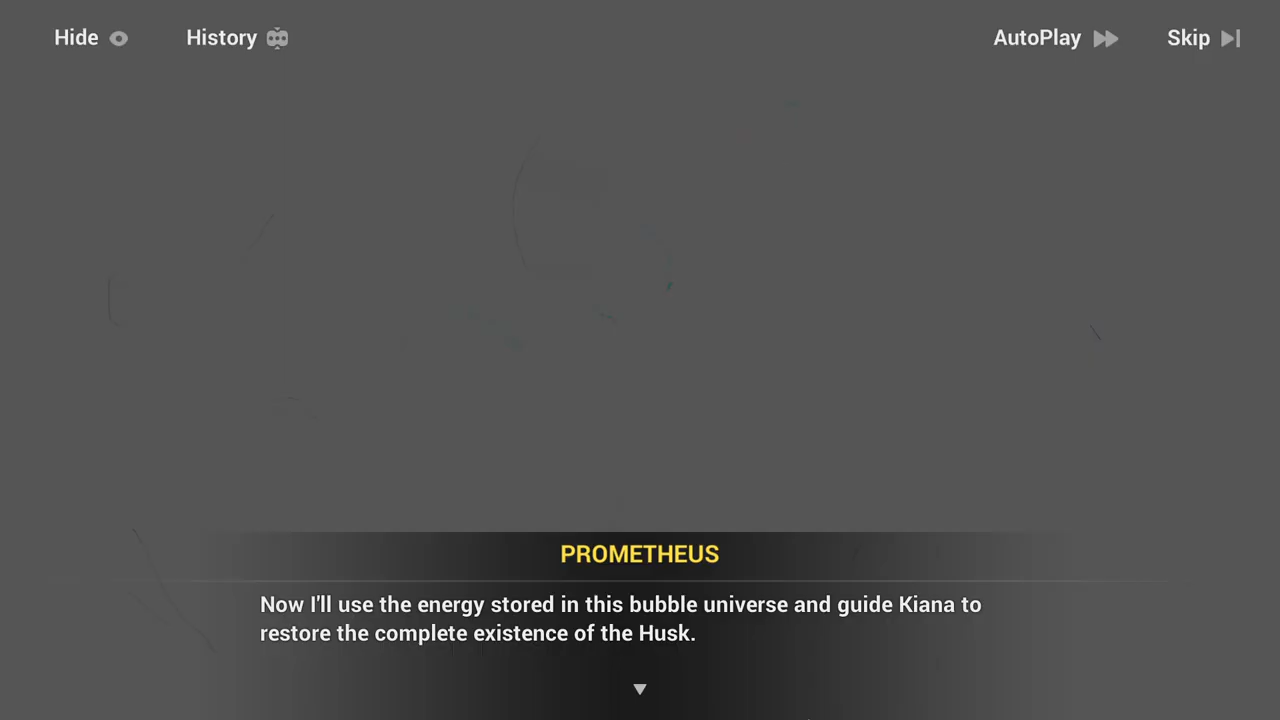 Hide
History
AutoPlay
Skip
PROMETHEUS
Now I'll use the energy stored in this bubble universe and guide Kiana to
restore the complete existence of the Husk.